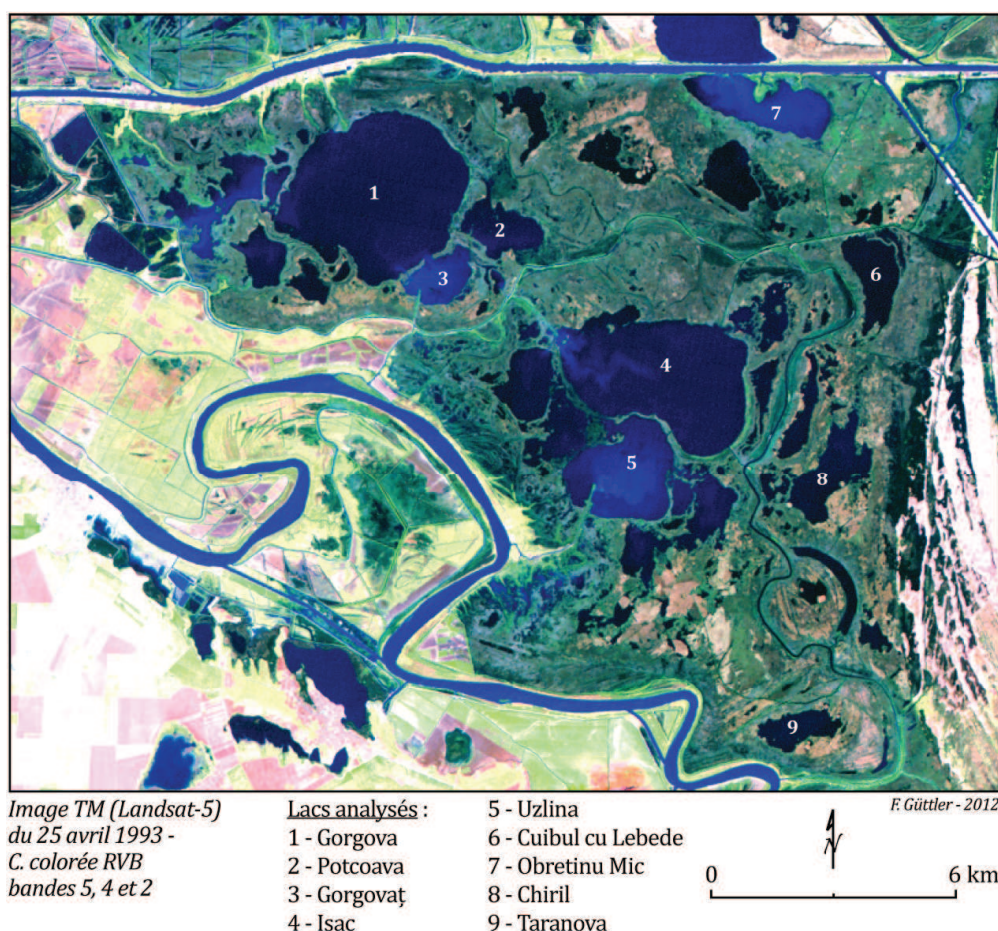 1
2
3
4
5
6
7
8
9
Image TM (Landsat-5)
du 25 avril 1993 -
C. colorée RVB
bandes 5, 4 et 2
Lacs analysés :
1 - Gorgova
2 - Potcoava
3 - Gorgovaț
4 - Isac
5 - Uzlina
6 - Cuibul cu Lebede
7 - Obretinu Mic
8 - Chiril
9 - Taranova
F. Güttler - 2012
N
0 6 km